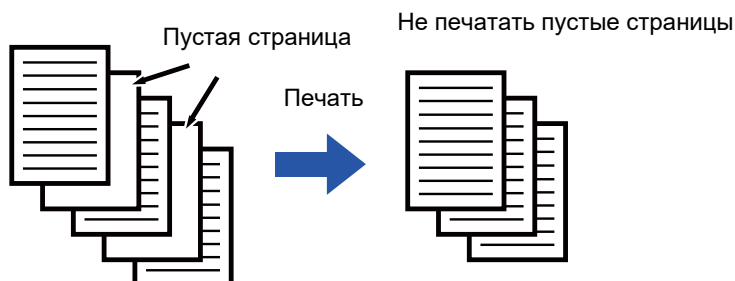 Не печатать пустые страницы
Пустая страница
Печать